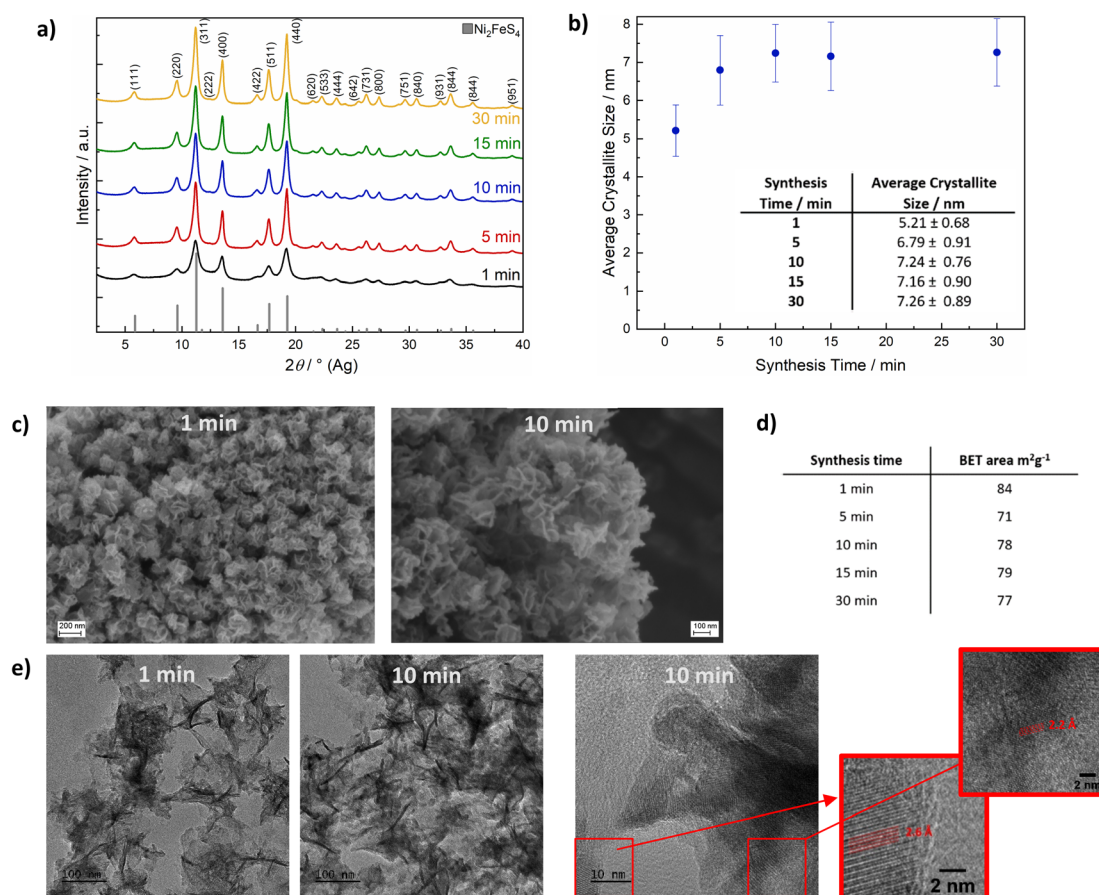 a)
Ni₂FeS₄
(111)
(220)
(311)
(222)
(400)
(422)
(511)
(440)
(620)
(533)
(444)
(642)
(731)
(800)
(751)
(840)
(931)
(844)
(844)
(951)
30 min
15 min
10 min
5 min
1 min
Intensity / a.u.
5
10
15
20
25
30
35
40
2θ / ° (Ag)
b)
8
7
6
5
4
3
2
1
0
Average Crystallite Size / nm
Synthesis Time / min Average Crystallite Size / nm
1 5.21 ± 0.68
5 6.79 ± 0.91
10 7.24 ± 0.76
15 7.16 ± 0.90
30 7.26 ± 0.89
0
5
10
15
20
25
30
Synthesis Time / min
c)
1 min
200 nm
10 min
100 nm
d)
Synthesis time BET area m²g⁻¹
1 min 84
5 min 71
10 min 78
15 min 79
30 min 77
e)
1 min
100 nm
10 min
100 nm
10 min
10 nm
2.2 Å
2 nm
2 nm